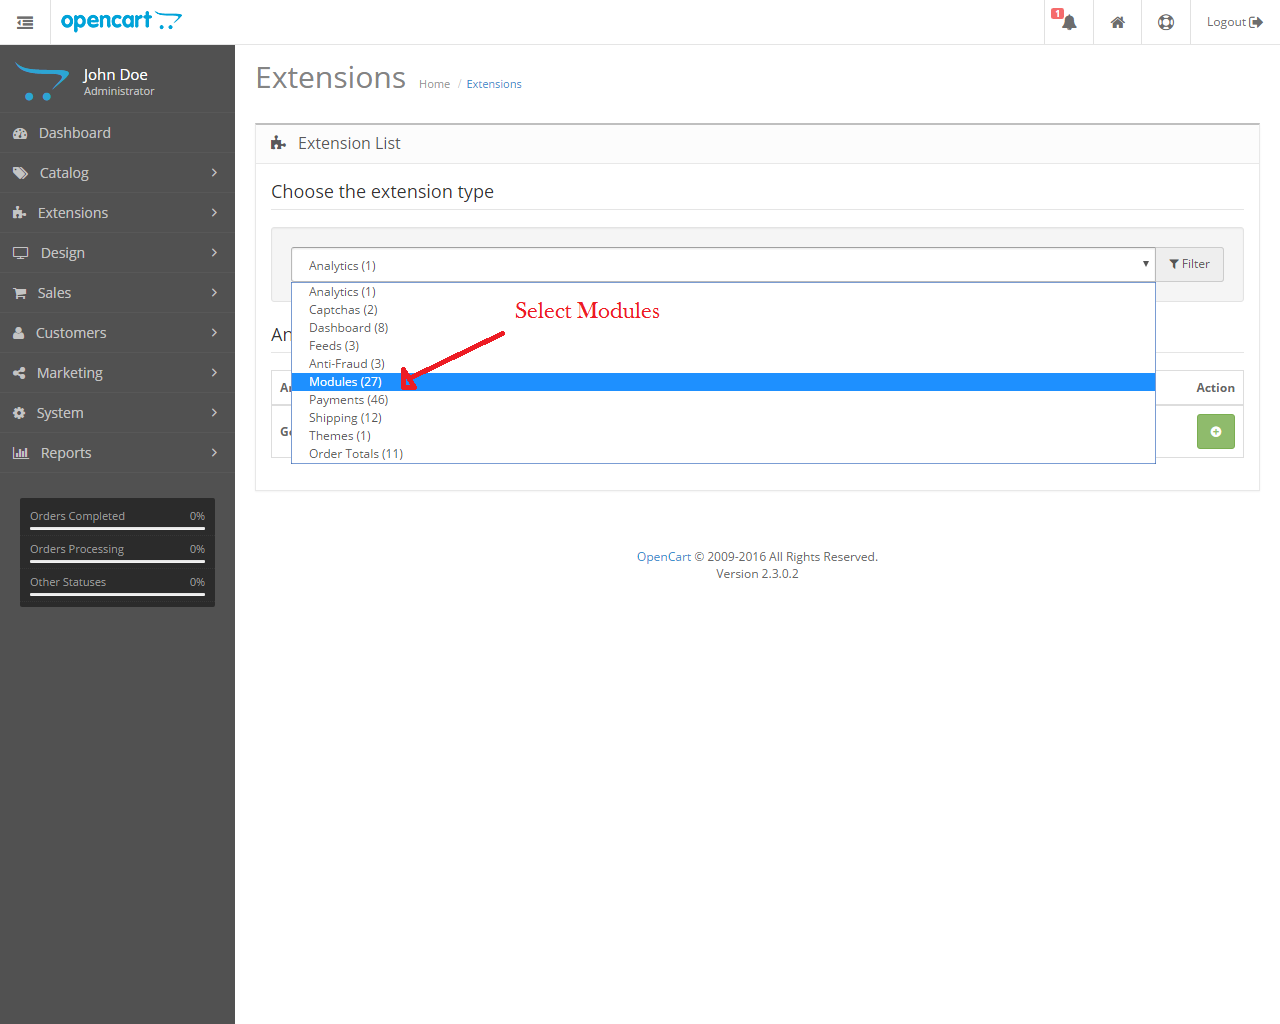 opencart
1
Logout
John Doe
Administrator
Dashboard
Catalog
Extensions
Design
Sales
Customers
Marketing
System
Reports
Orders Completed 0%
Orders Processing 0%
Other Statuses 0%
Extensions
Home / Extensions
Extension List
Choose the extension type
Analytics (1)
Filter
Analytics (1)
Captchas (2)
Dashboard (8)
Feeds (3)
Anti-Fraud (3)
Modules (27)
Payments (46)
Shipping (12)
Themes (1)
Order Totals (11)
Select Modules
An
Action
OpenCart © 2009-2016 All Rights Reserved.
Version 2.3.0.2